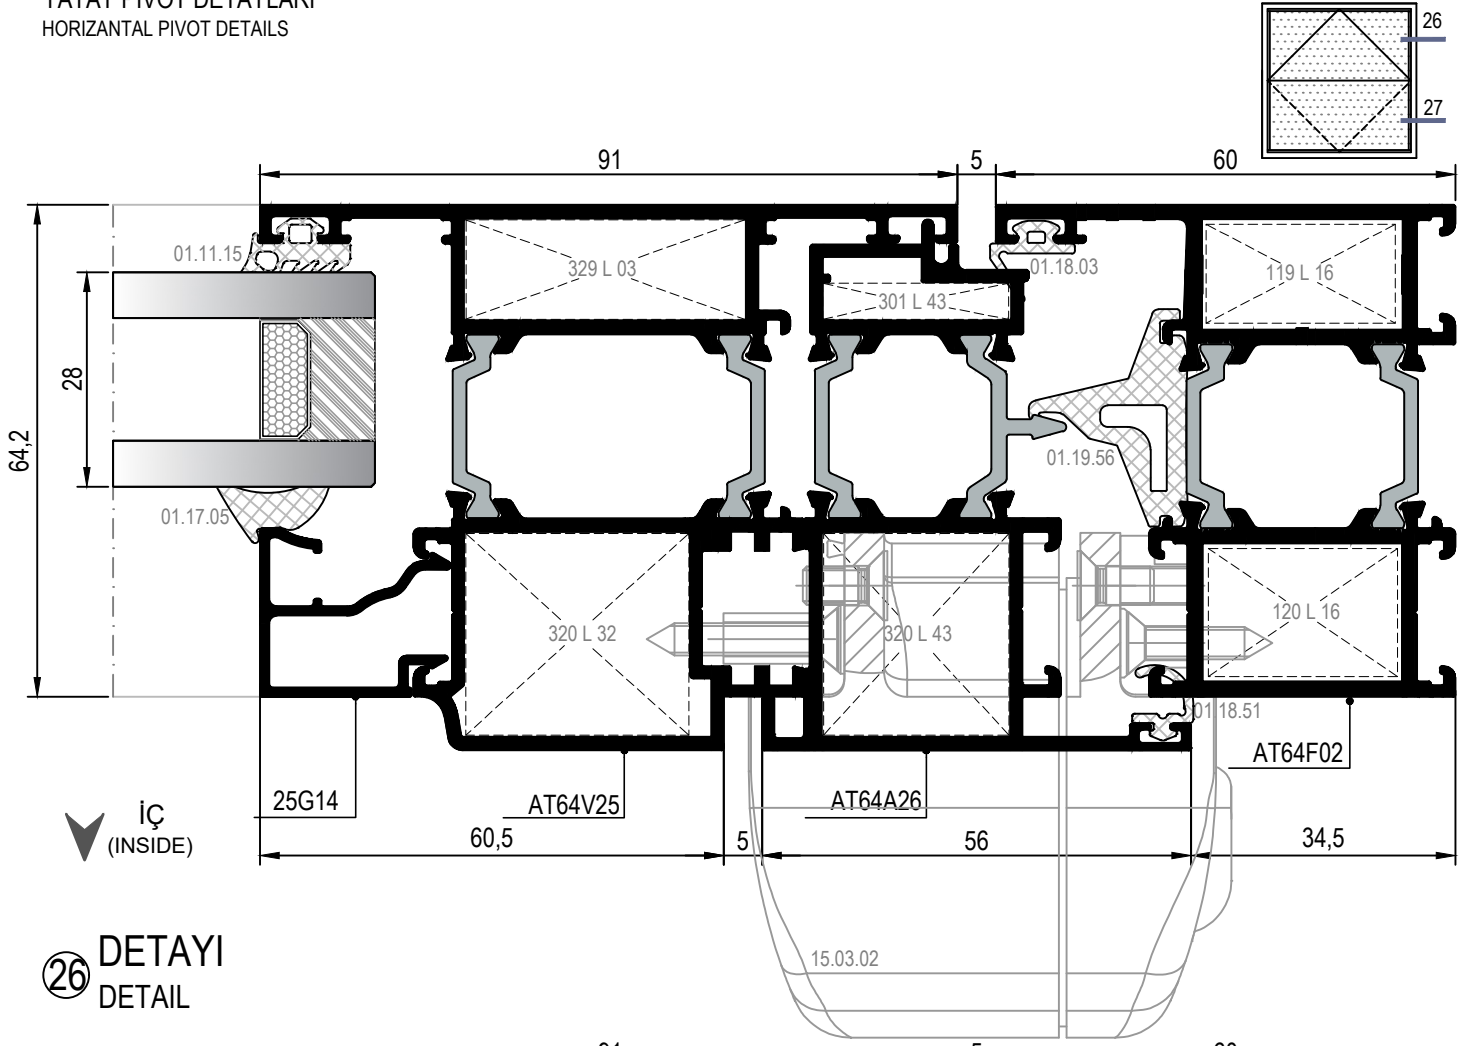 HORIZANTAL PIVOT DETAILS
26
27
91
5
60
01.11.15
329 L 03
301 L 43
01.18.03
119 L 16
28
64,2
01.19.56
01.17.05
320 L 32
320 L 43
120 L 16
01.18.51
25G14
AT64V25
AT64A26
AT64F02
İÇ
(INSIDE)
60,5
5
56
34,5
15.03.02
26
DETAYI
DETAIL